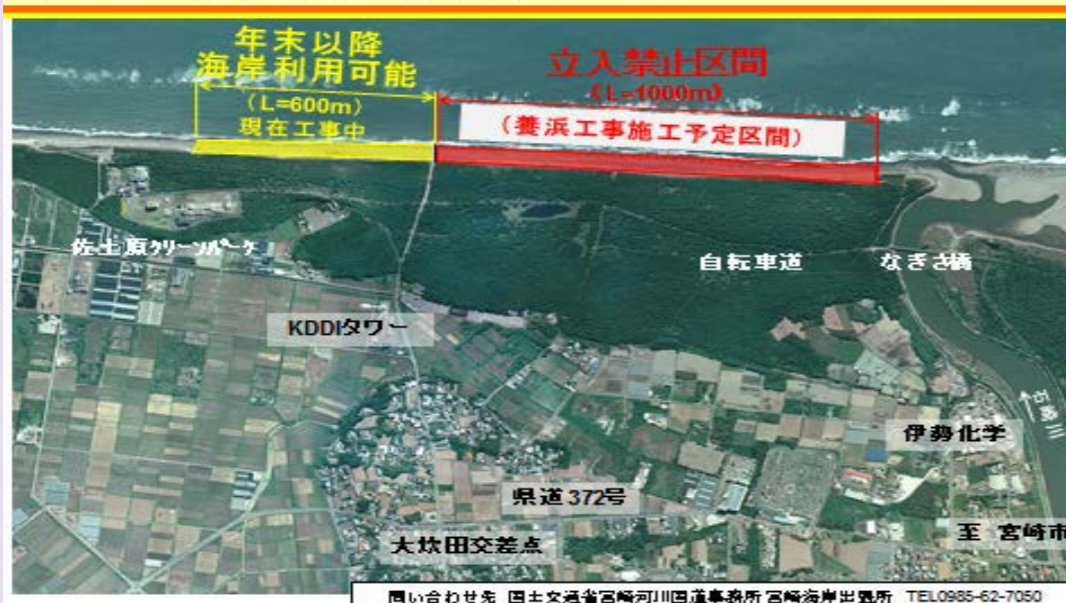 年末以降
海岸利用可能
(L=600m)
現在工事中
立入禁止区間
(L=1000m)
(養浜工事施工予定区間)
佐土原クリーンパーク
自転車道
なぎさ橋
KDDIタワー
石崎川
伊勢化学
県道372号
大炊田交差点
至 宮崎市
問い合わせ先 国土交通省宮崎河川国道事務所 宮崎海岸出張所 TEL0985-62-7050